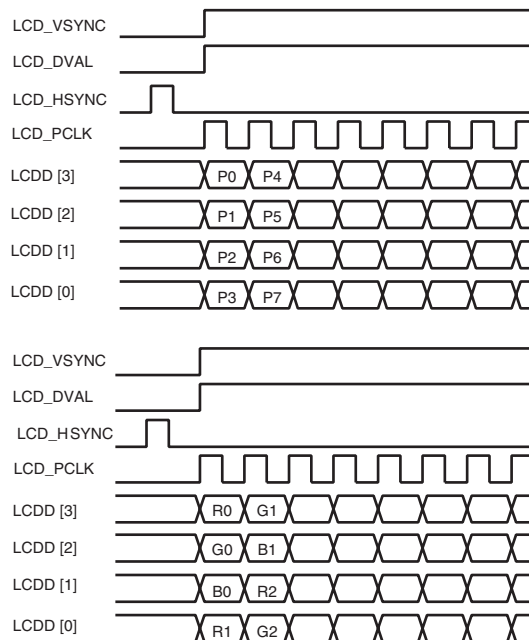 LCD_VSYNC
LCD_DVAL
LCD_HSYNC
LCD_PCLK
LCDD [3] P0 P4
LCDD [2] P1 P5
LCDD [1] P2 P6
LCDD [0] P3 P7
LCD_VSYNC
LCD_DVAL
LCD_HSYNC
LCD_PCLK
LCDD [3] R0 G1
LCDD [2] G0 B1
LCDD [1] B0 R2
LCDD [0] R1 G2